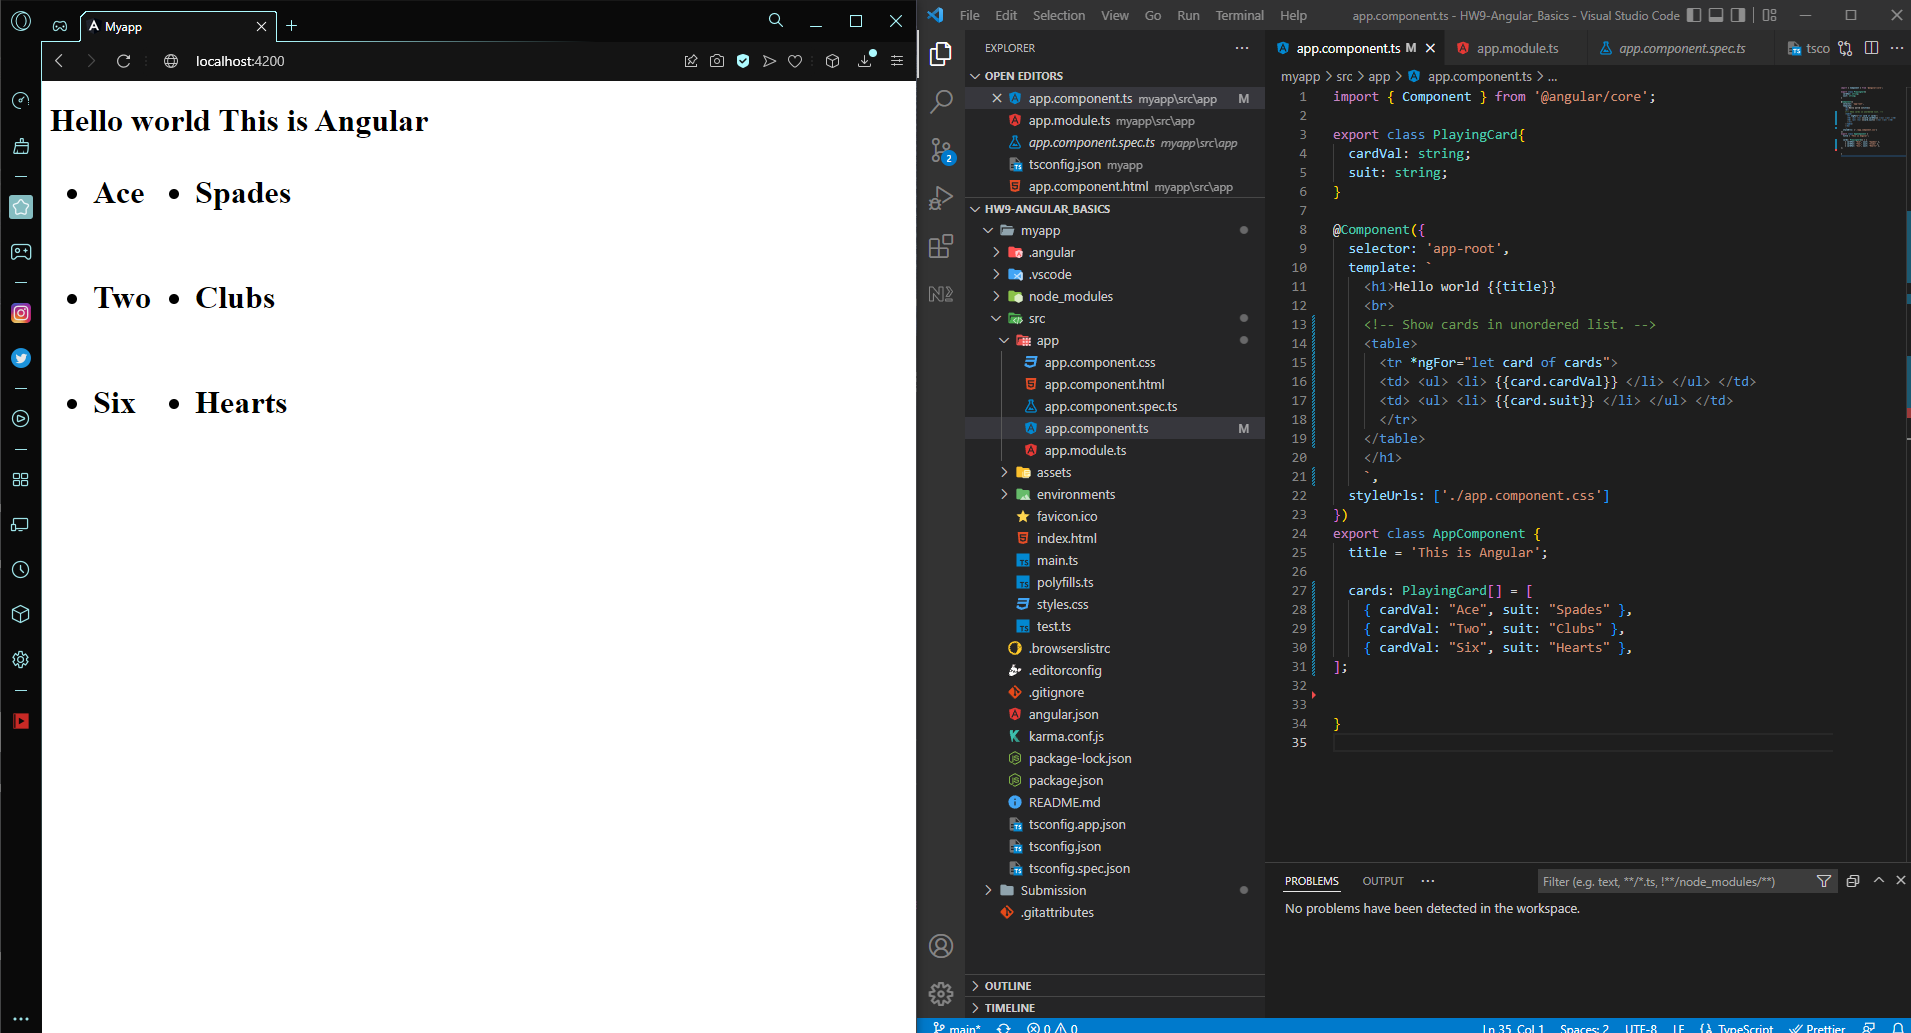 Myapp
localhost:4200
Hello world This is Angular
Ace Spades
Two Clubs
Six Hearts
File Edit Selection View Go Run Terminal Help
app.component.ts - HW9-Angular_Basics - Visual Studio Code
EXPLORER
OPEN EDITORS
app.component.ts myapp\src\app M
app.module.ts myapp\src\app
app.component.spec.ts myapp\src\app
tsconfig.json myapp
app.component.html myapp\src\app
2
HW9-ANGULAR_BASICS
myapp
.angular
.vscode
node_modules
src
app
app.component.css
app.component.html
app.component.spec.ts
app.component.ts M
app.module.ts
assets
environments
favicon.ico
index.html
main.ts
polyfills.ts
styles.css
test.ts
.browserslistrc
.editorconfig
.gitignore
angular.json
karma.conf.js
package-lock.json
package.json
README.md
tsconfig.app.json
tsconfig.json
tsconfig.spec.json
Submission
.gitattributes
OUTLINE
TIMELINE
app.component.ts M app.module.ts app.component.spec.ts tsco
myapp > src > app > app.component.ts > ...
1 import { Component } from '@angular/core';
2
3 export class PlayingCard{
4 cardVal: string;
5 suit: string;
6 }
7
8 @Component({
9 selector: 'app-root',
10 template: `
11 <h1>Hello world {{title}}
12 <br>
13 <!-- Show cards in unordered list. -->
14 <table>
15 <tr *ngFor="let card of cards">
16 <td> <ul> <li> {{card.cardVal}} </li> </ul> </td>
17 <td> <ul> <li> {{card.suit}} </li> </ul> </td>
18 </tr>
19 </table>
20 </h1>
21 `,
22 styleUrls: ['./app.component.css']
23 })
24 export class AppComponent {
25 title = 'This is Angular';
26
27 cards: PlayingCard[] = [
28 { cardVal: "Ace", suit: "Spades" },
29 { cardVal: "Two", suit: "Clubs" },
30 { cardVal: "Six", suit: "Hearts" },
31 ];
32
33
34 }
35
PROBLEMS OUTPUT ... Filter (e.g. text, **/*.ts, !**/node_modules/**)
No problems have been detected in the workspace.
main* 0 0 Ln 35, Col 1 Spaces: 2 UTF-8 LF {} TypeScript Prettier